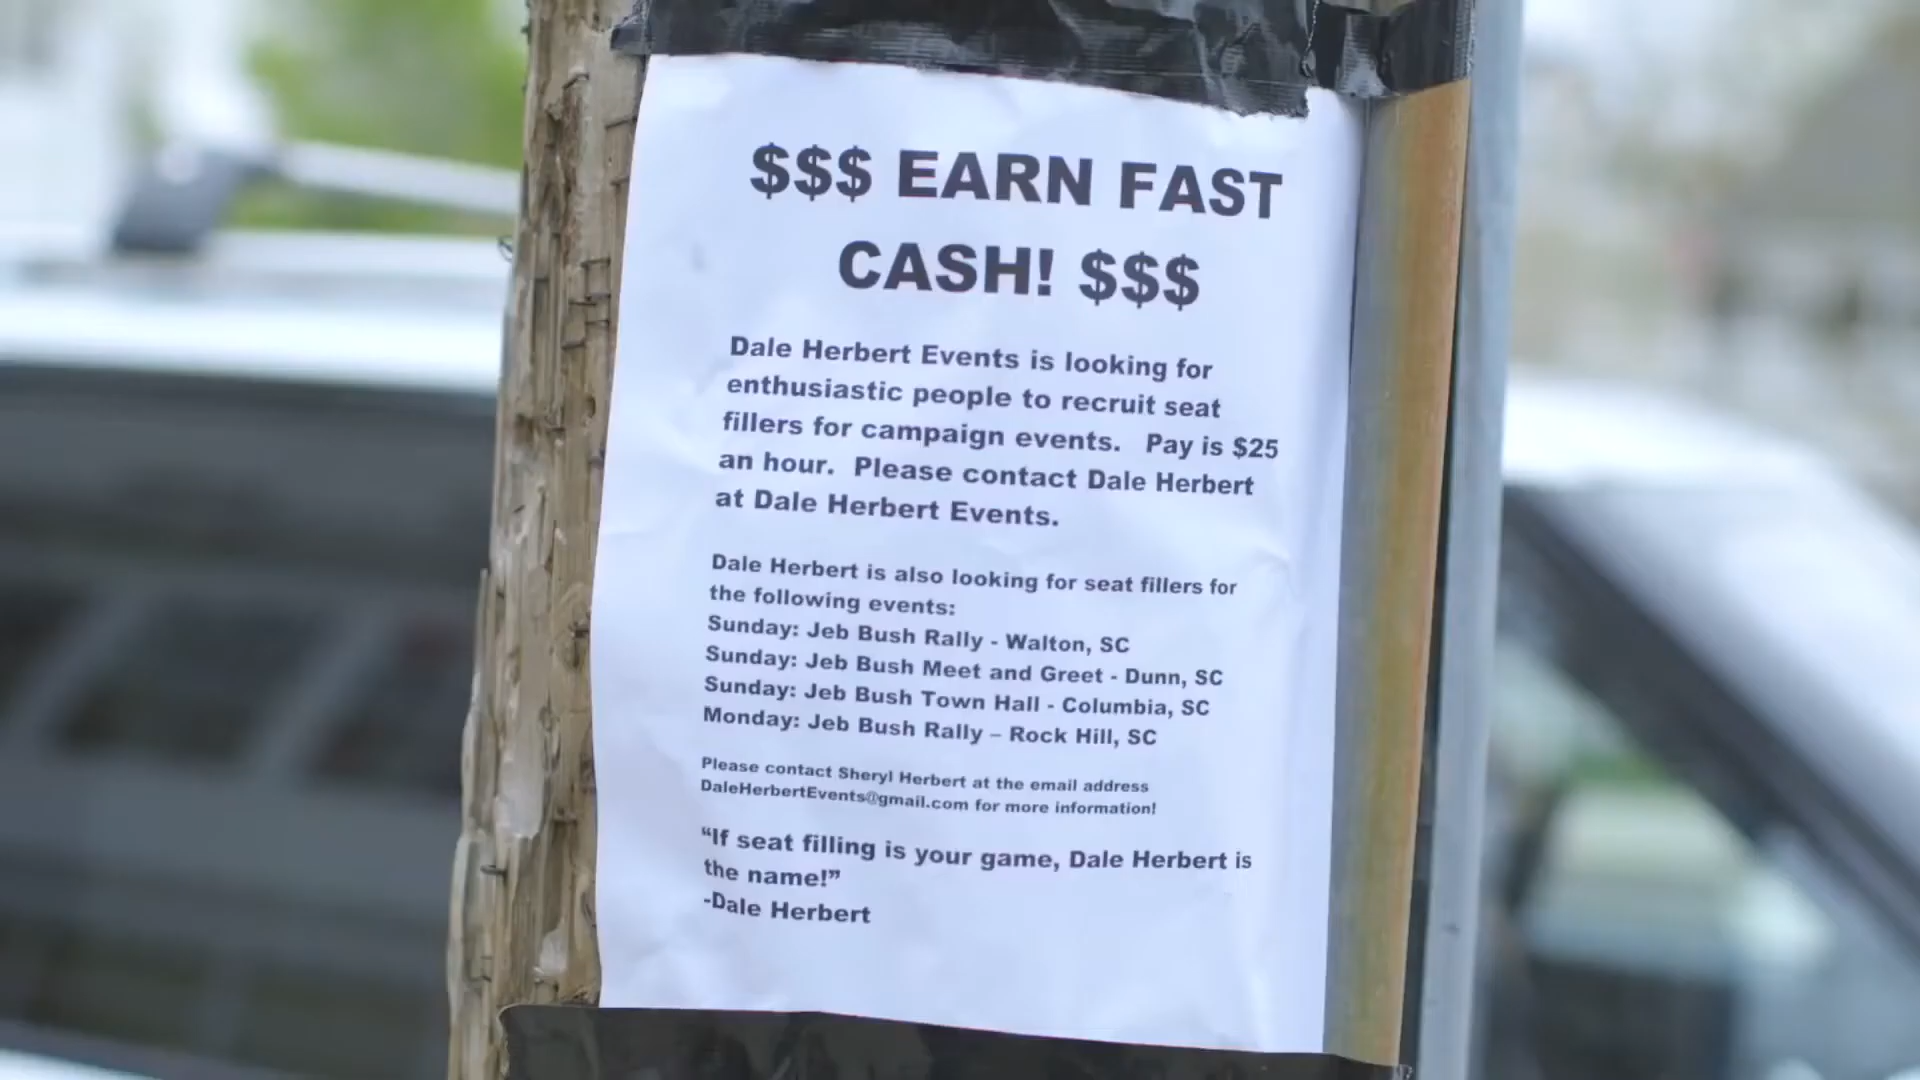 $$$ EARN FAST
CASH! $$$
Dale Herbert Events is looking for
enthusiastic people to recruit seat
fillers for campaign events. Pay is $25
an hour. Please contact Dale Herbert
at Dale Herbert Events.
Dale Herbert is also looking for seat fillers for
the following events:
Sunday: Jeb Bush Rally - Walton, SC
Sunday: Jeb Bush Meet and Greet - Dunn, SC
Sunday: Jeb Bush Town Hall - Columbia, SC
Monday: Jeb Bush Rally – Rock Hill, SC
Please contact Sheryl Herbert at the email address
DaleHerbertEvents@gmail.com for more information!
“If seat filling is your game, Dale Herbert is
the name!”
-Dale Herbert